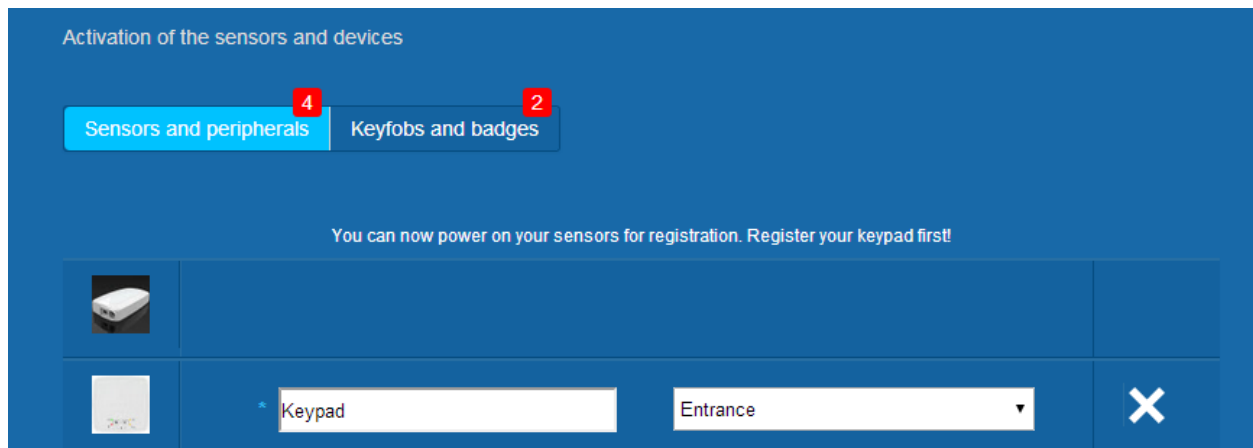 Activation of the sensors and devices
4
2
Sensors and peripherals
Keyfobs and badges
You can now power on your sensors for registration. Register your keypad first!
* Keypad
Entrance